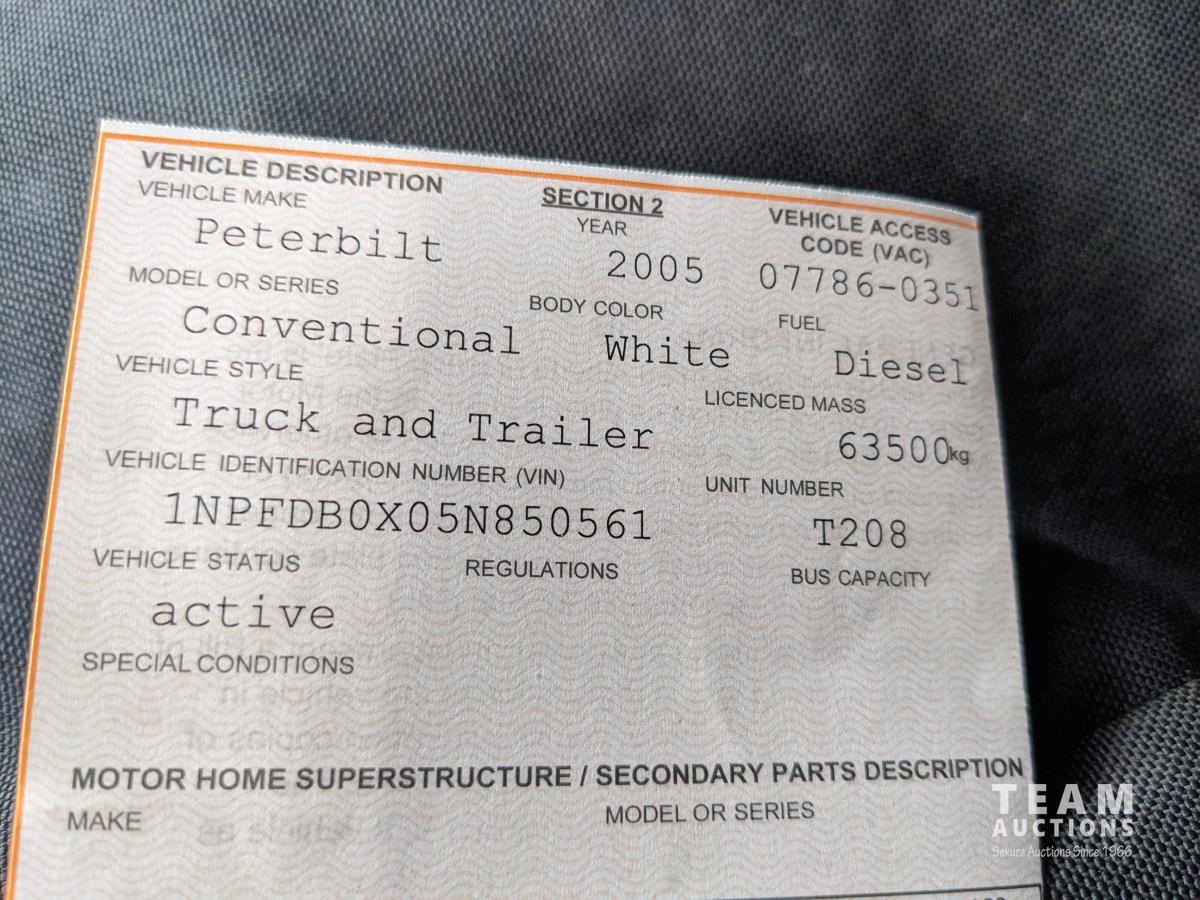 VEHICLE DESCRIPTION
SECTION 2
VEHICLE ACCESS
CODE (VAC)
VEHICLE MAKE
YEAR
Peterbilt
2005
07786-0351
MODEL OR SERIES
BODY COLOR
FUEL
Conventional
White
Diesel
VEHICLE STYLE
LICENCED MASS
Truck and Trailer
63500kg
VEHICLE IDENTIFICATION NUMBER (VIN)
UNIT NUMBER
1NPFDB0X05N850561
T208
VEHICLE STATUS
REGULATIONS
BUS CAPACITY
active
SPECIAL CONDITIONS
MOTOR HOME SUPERSTRUCTURE / SECONDARY PARTS DESCRIPTION
MAKE
MODEL OR SERIES
TEAM
AUCTIONS
Sekura Auctions Since 1966